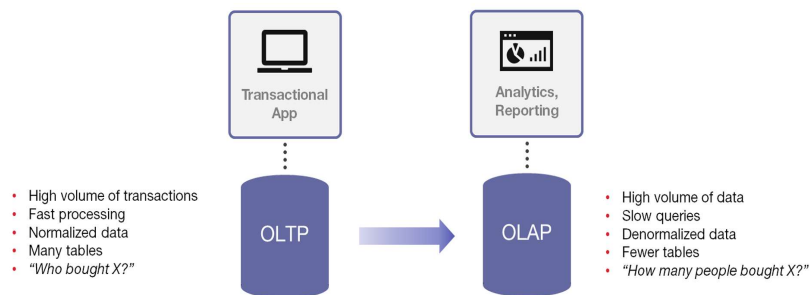 Transactional
App
Analytics,
Reporting
• High volume of transactions
• Fast processing
• Normalized data
• Many tables
• “Who bought X?”
OLTP
OLAP
• High volume of data
• Slow queries
• Denormalized data
• Fewer tables
• “How many people bought X?”